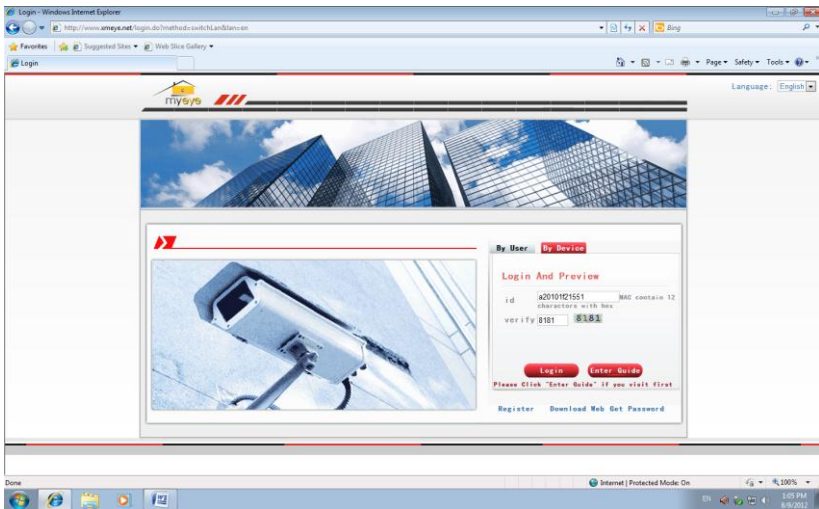 Login - Windows Internet Explorer
http://www.xmeye.net/login.do?method=switchLan&lan=en
Bing
Favorites Suggested Sites Web Slice Gallery
Login
Page Safety Tools
Language: English
myeye
By User By Device
Login And Preview
id a20101f21551 MAC contain 12
characters with hex
verify 8181 8181
Login Enter Guide
Please Click "Enter Guide" if you visit first
Register Download Web Get Password
Done
Internet | Protected Mode: On
100%
EN
1:05 PM
8/9/2012